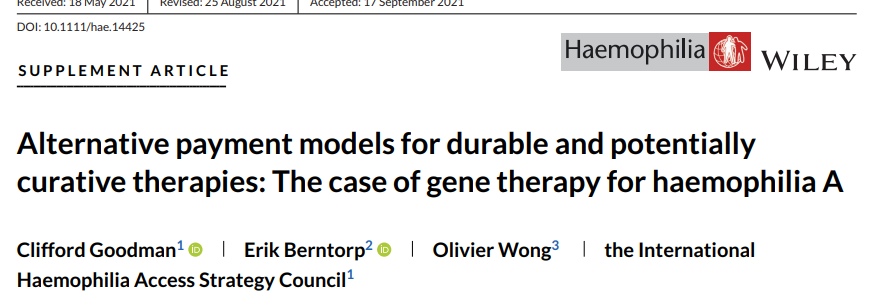 Received: 18 May 2021 | Revised: 25 August 2021 | Accepted: 17 September 2021
DOI: 10.1111/hae.14425
Haemophilia WILEY
SUPPLEMENT ARTICLE
Alternative payment models for durable and potentially
curative therapies: The case of gene therapy for haemophilia A
Clifford Goodman1 iD | Erik Berntorp2 iD | Olivier Wong3 | the International
Haemophilia Access Strategy Council1